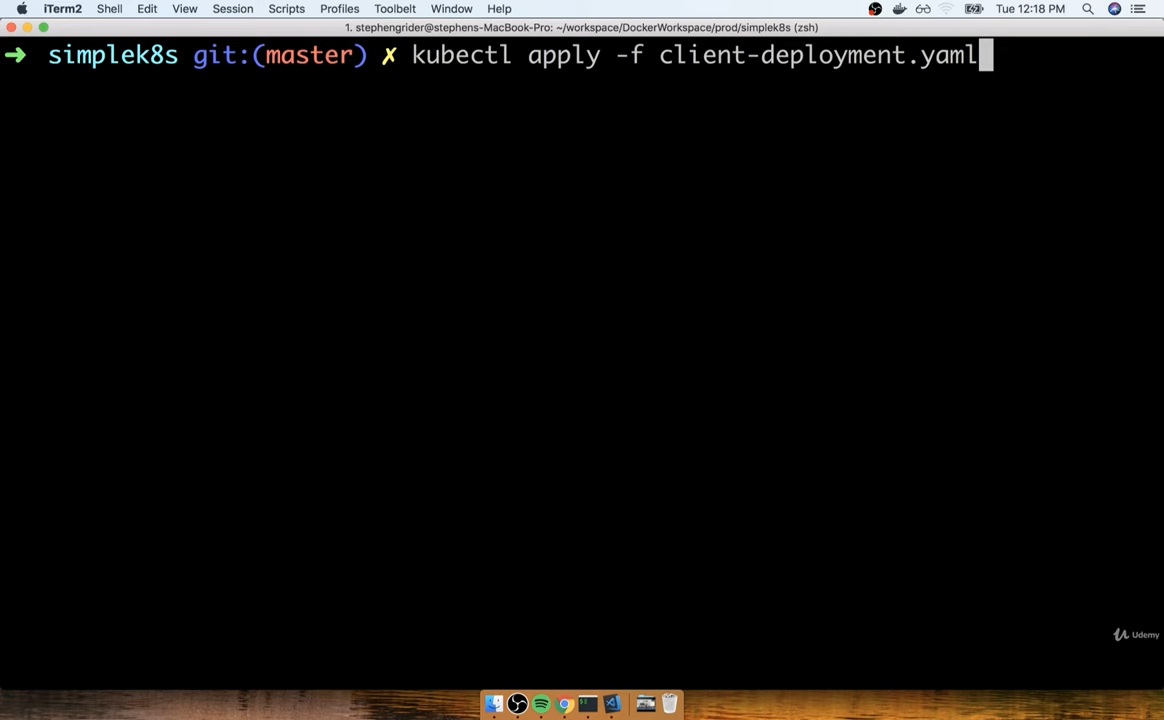 iTerm2 Shell Edit View Session Scripts Profiles Toolbelt Window Help Tue 12:18 PM
1. stephengrider@stephens-MacBook-Pro: ~/workspace/DockerWorkspace/prod/simplek8s (zsh)
➜ simplek8s git:(master) ✗ kubectl apply -f client-deployment.yaml
Udemy